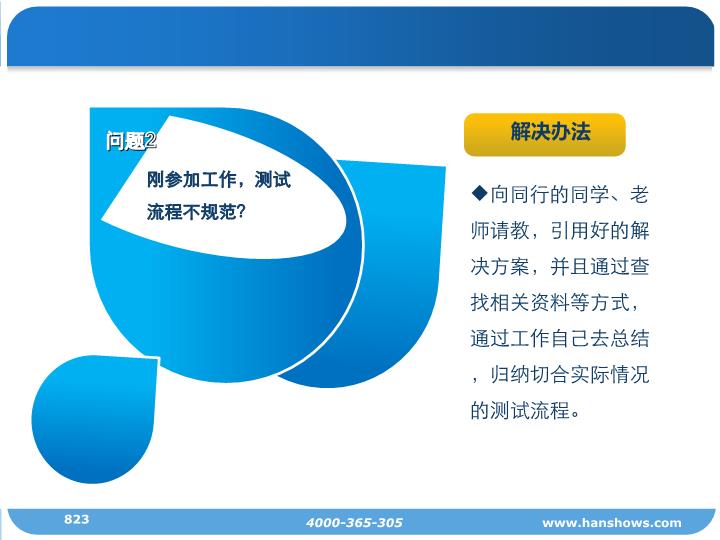 问题2
刚参加工作，测试
流程不规范?
解决办法
◆向同行的同学、老
师请教，引用好的解
决方案，并且通过查
找相关资料等方式，
通过工作自己去总结
，归纳切合实际情况
的测试流程。
823
4000-365-305
www.hanshows.com